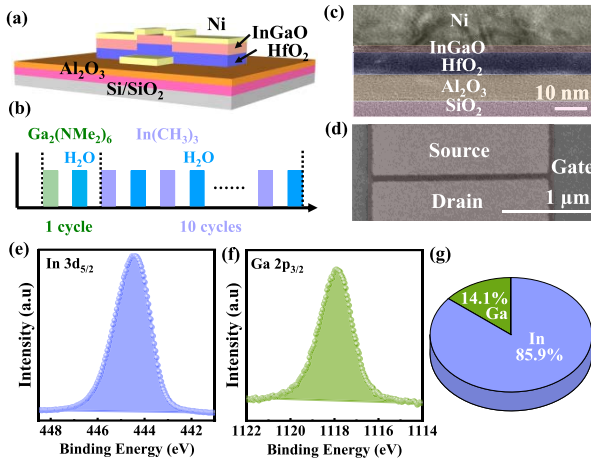 (a)
Ni
InGaO
HfO₂
Al₂O₃
Si/SiO₂
(b)
Ga₂(NMe₂)₆
In(CH₃)₃
H₂O
H₂O
......
1 cycle
10 cycles
(c)
Ni
InGaO
HfO₂
Al₂O₃
SiO₂
10 nm
(d)
Source
Gate
Drain
1 µm
(e)
In 3d₅/₂
Intensity (a.u)
448 446 444 442
Binding Energy (eV)
(f)
Ga 2p₃/₂
Intensity (a.u)
1122 1120 1118 1116 1114
Binding Energy (eV)
(g)
14.1%
Ga
In
85.9%